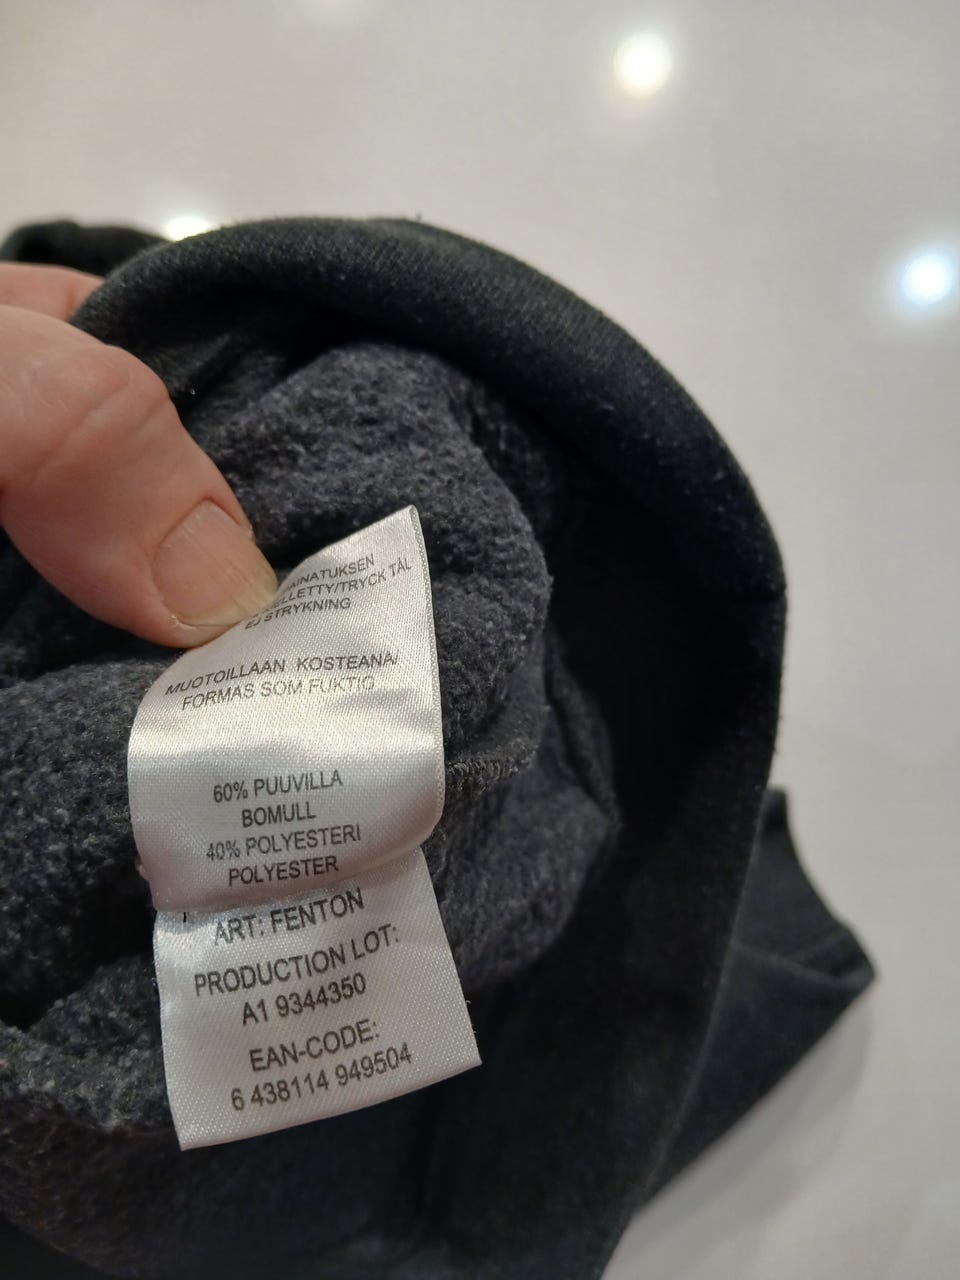 EJ STRYKNING
MUOTOILLAAN KOSTEANA/
FORMAS SOM FUKTIG
60% PUUVILLA
BOMULL
40% POLYESTERI
POLYESTER
ART: FENTON
PRODUCTION LOT:
A1 9344350
EAN-CODE:
6 438114 949504